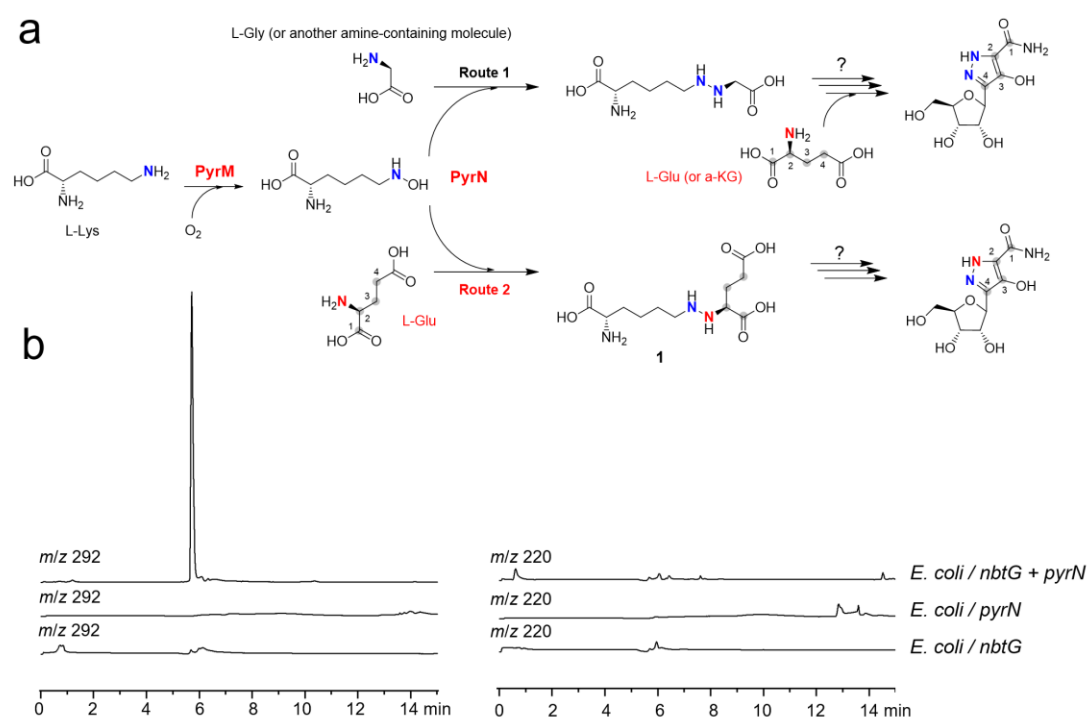 a
L-Gly (or another amine-containing molecule)
H2N
HO
O
Route 1
O
HO
NH2
H
N
N
H
OH
O
?
O
1
2
NH2
HN
N
4
3
OH
O
HO
HO
OH
O
HO
NH2
NH2
L-Lys
PyrM
O2
O
HO
NH2
H
N
OH
PyrN
O
1
HO
NH2
2
3
4
OH
O
L-Glu (or a-KG)
OH
4
O
3
H2N
2
1
HO
O
L-Glu
Route 2
O
OH
O
HO
NH2
H
N
N
H
OH
O
1
?
O
1
2
NH2
HN
N
4
3
OH
O
HO
HO
OH
b
m/z 292
m/z 220
E. coli / nbtG + pyrN
m/z 292
m/z 220
E. coli / pyrN
m/z 292
m/z 220
E. coli / nbtG
0 2 4 6 8 10 12 14 min
0 2 4 6 8 10 12 14 min